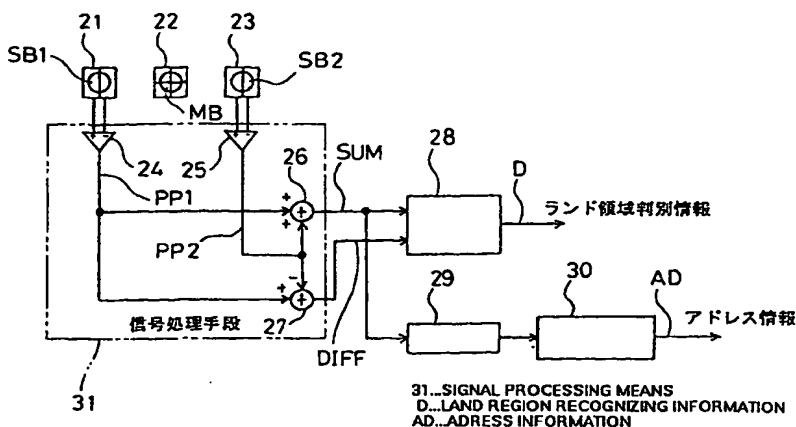 21
22
23
SB1
SB2
MB
24
25
26
SUM
28
D
ランド領域判別情報
PP1
+
+
PP2
-
+
29
30
AD
アドレス情報
信号処理手段
27
DIFF
31
31...SIGNAL PROCESSING MEANS
D...LAND REGION RECOGNIZING INFORMATION
AD...ADRESS INFORMATION